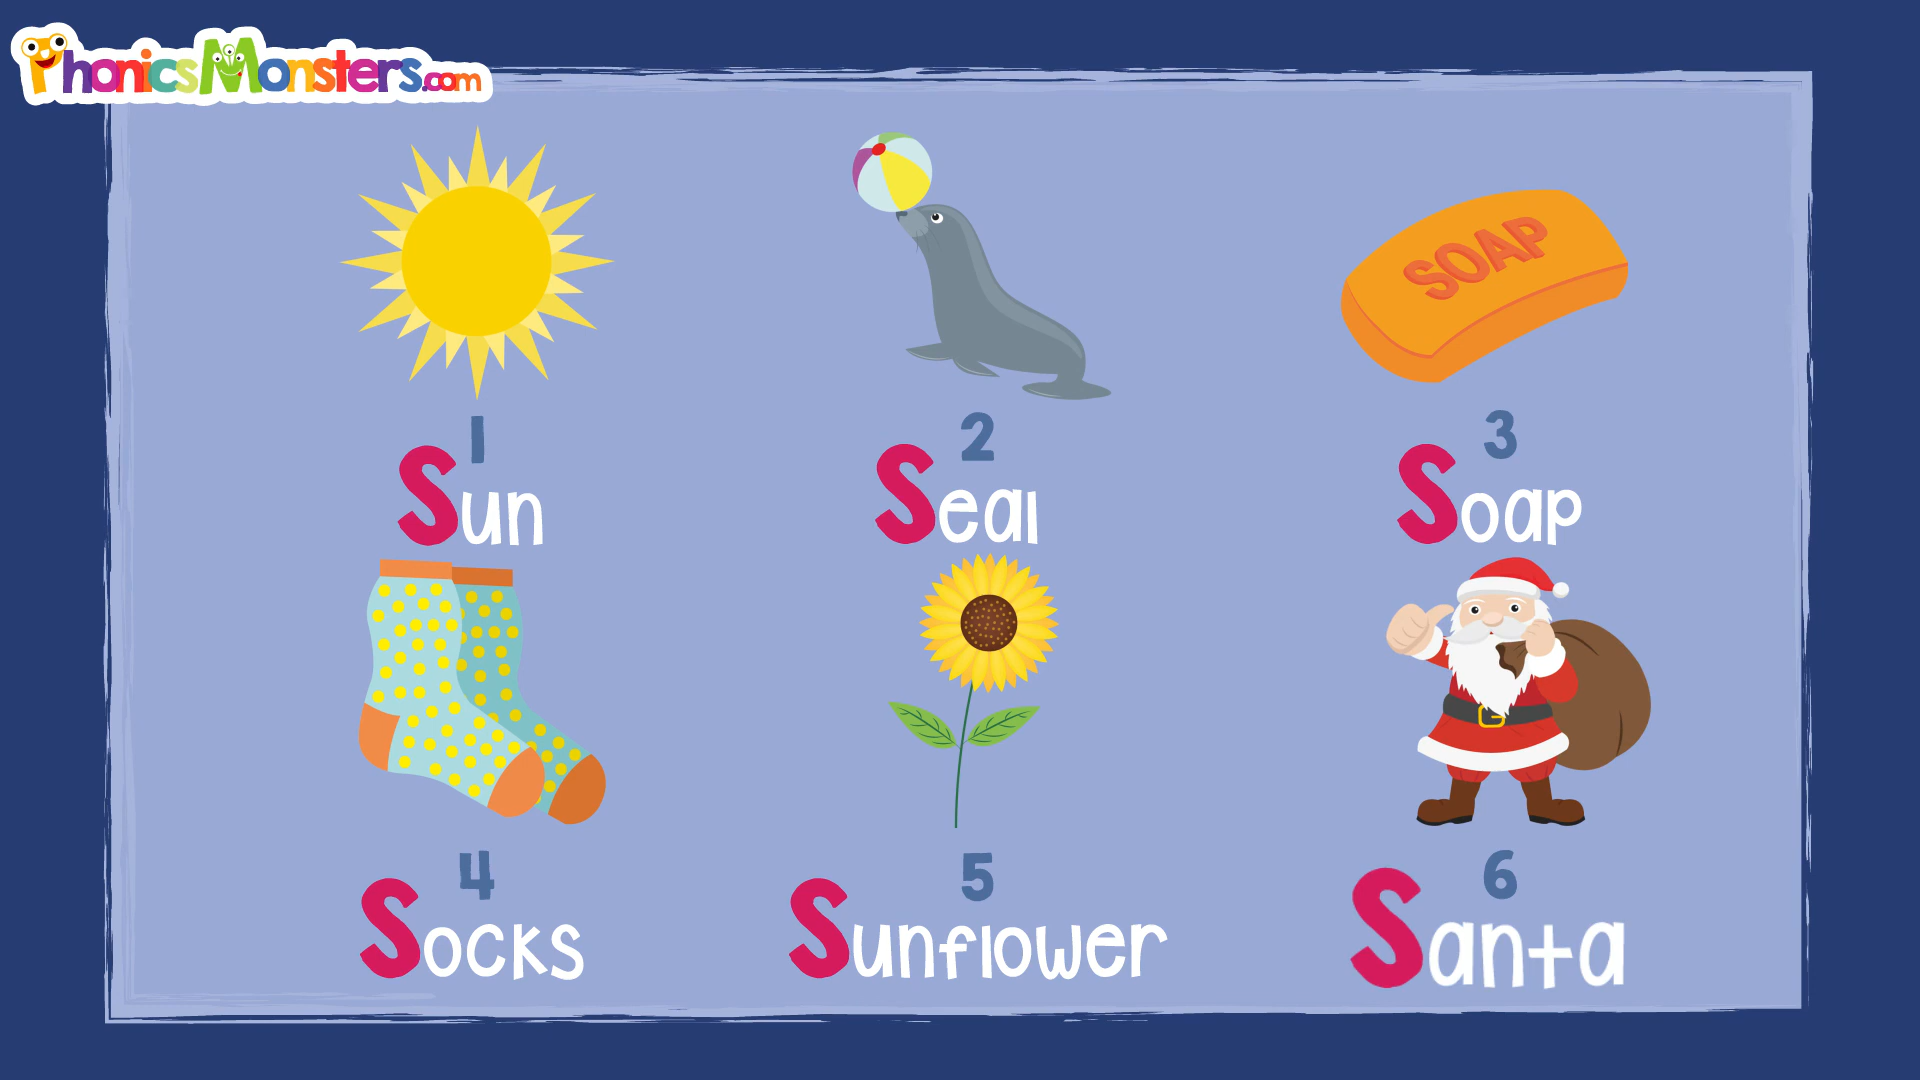 PhonicsMonsters.com
SOAP
1 2 3
Sun Seal Soap
4 5 6
Socks Sunflower Santa